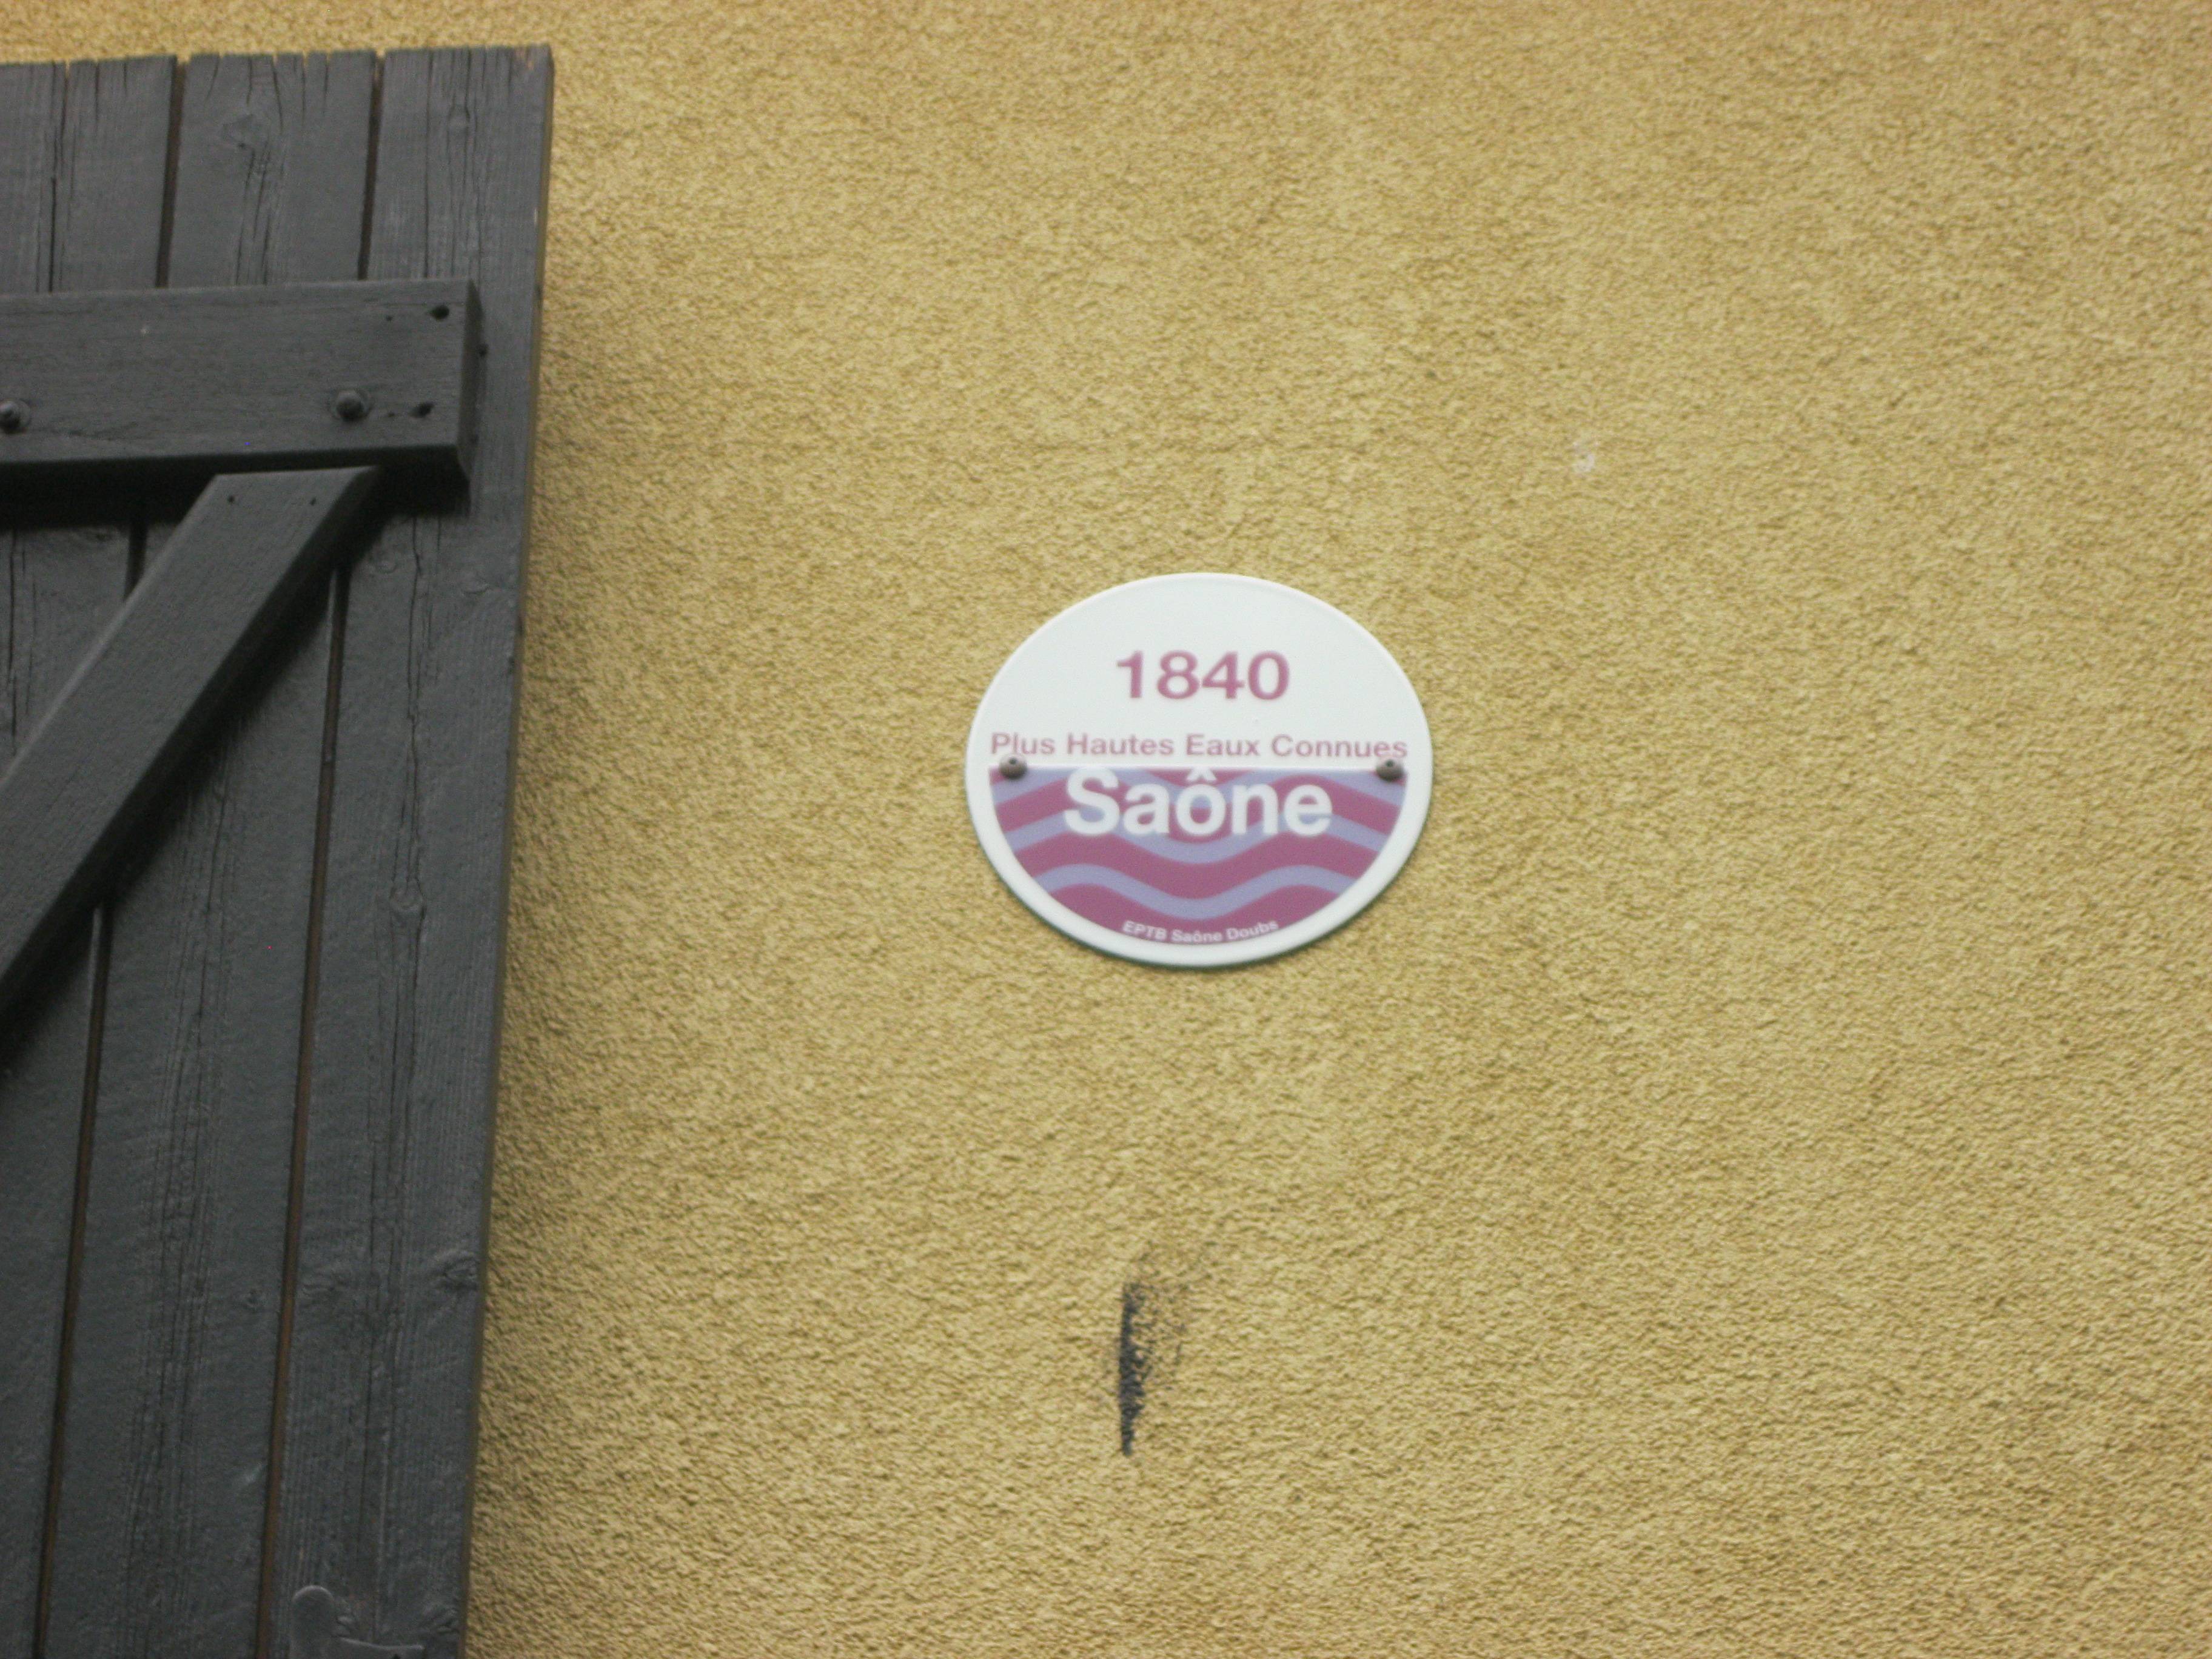 1840
Plus Hautes Eaux Connues
Saône
EPTB Saône Doubs